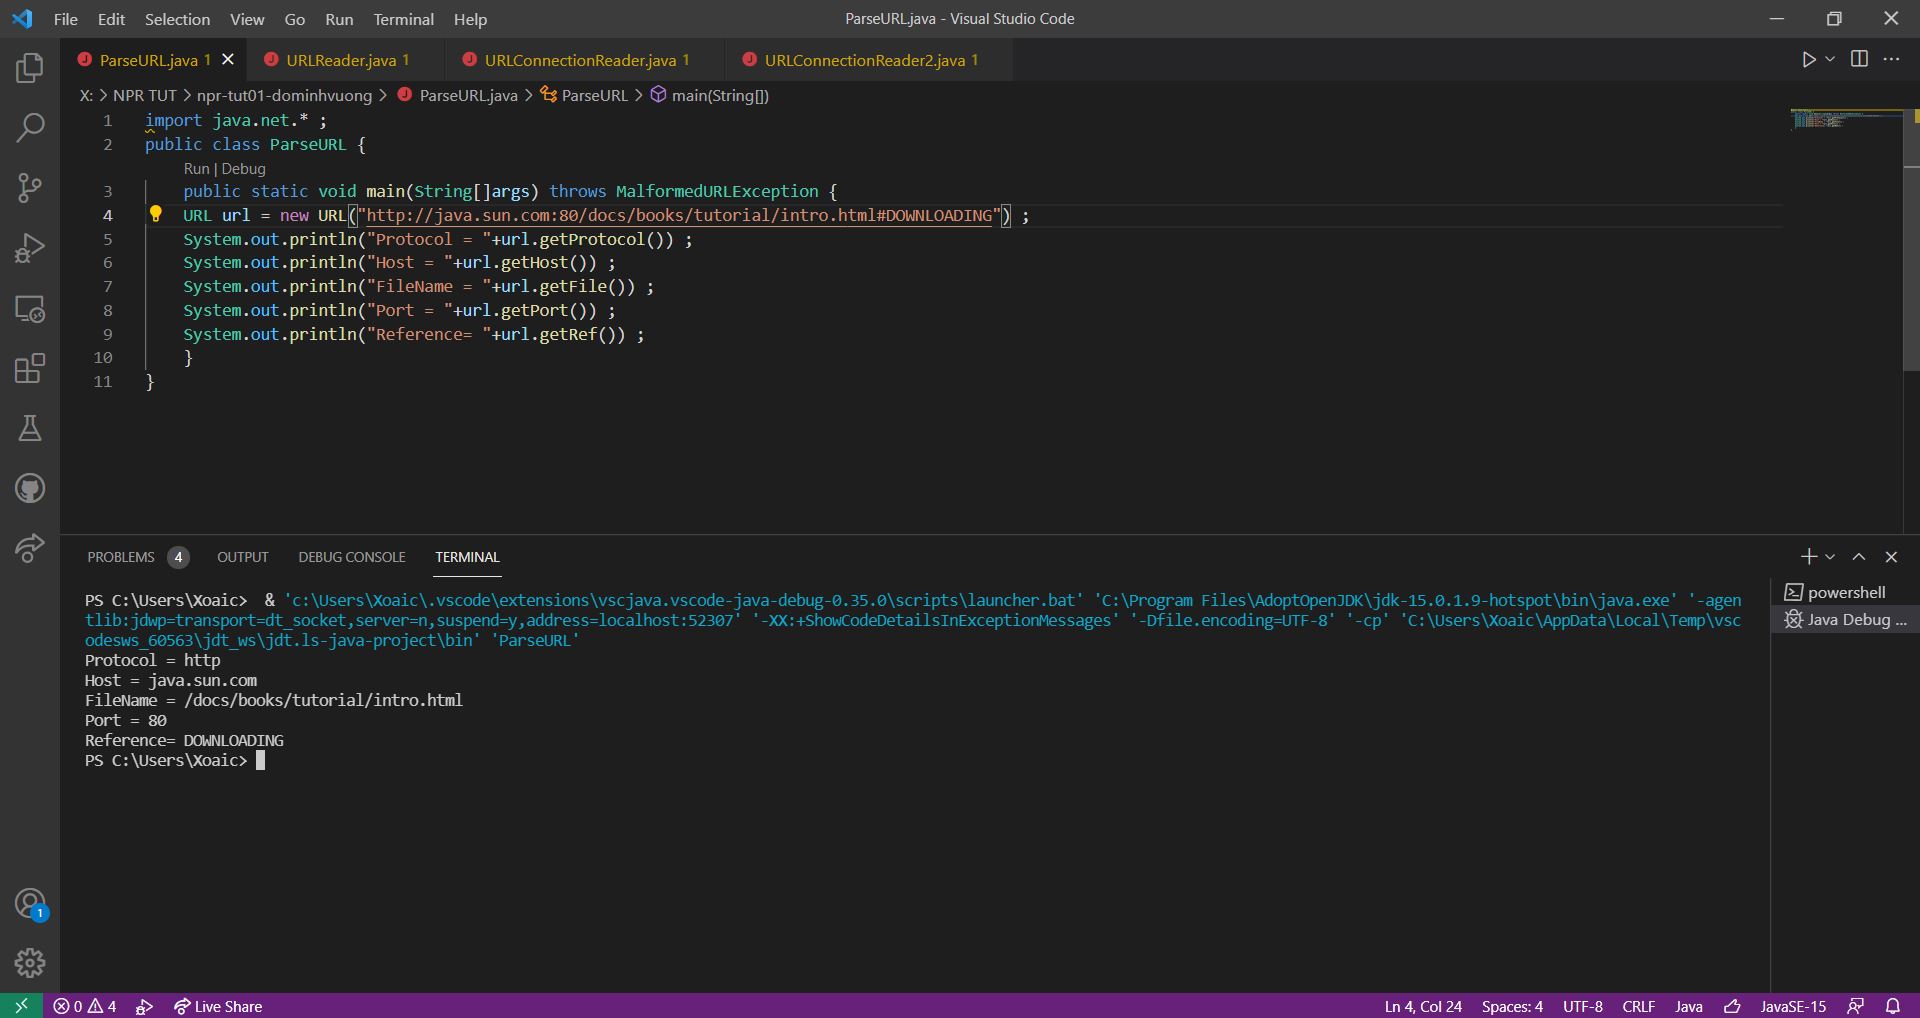 File Edit Selection View Go Run Terminal Help ParseURL.java - Visual Studio Code
ParseURL.java 1 URLReader.java 1 URLConnectionReader.java 1 URLConnectionReader2.java 1
X: > NPR TUT > npr-tut01-dominhvuong > ParseURL.java > ParseURL > main(String[])
1 import java.net.* ;
2 public class ParseURL {
Run | Debug
3 public static void main(String[]args) throws MalformedURLException {
4 URL url = new URL("http://java.sun.com:80/docs/books/tutorial/intro.html#DOWNLOADING") ;
5 System.out.println("Protocol = "+url.getProtocol()) ;
6 System.out.println("Host = "+url.getHost()) ;
7 System.out.println("FileName = "+url.getFile()) ;
8 System.out.println("Port = "+url.getPort()) ;
9 System.out.println("Reference= "+url.getRef()) ;
10 }
11 }
PROBLEMS 4 OUTPUT DEBUG CONSOLE TERMINAL
powershell
Java Debug ...
PS C:\Users\Xoaic>  & 'c:\Users\Xoaic\.vscode\extensions\vscjava.vscode-java-debug-0.35.0\scripts\launcher.bat' 'C:\Program Files\AdoptOpenJDK\jdk-15.0.1.9-hotspot\bin\java.exe' '-agen
tlib:jdwp=transport=dt_socket,server=n,suspend=y,address=localhost:52307' '-XX:+ShowCodeDetailsInExceptionMessages' '-Dfile.encoding=UTF-8' '-cp' 'C:\Users\Xoaic\AppData\Local\Temp\vsc
odesws_60563\jdt_ws\jdt.ls-java-project\bin' 'ParseURL'
Protocol = http
Host = java.sun.com
FileName = /docs/books/tutorial/intro.html
Port = 80
Reference= DOWNLOADING
PS C:\Users\Xoaic>
1
0 4 Live Share Ln 4, Col 24 Spaces: 4 UTF-8 CRLF Java JavaSE-15